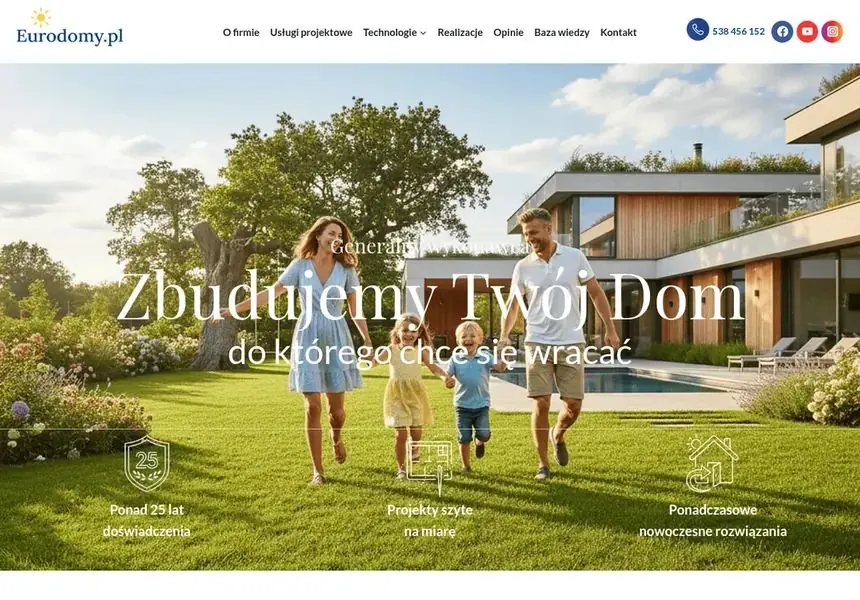 Eurodomy.pl
O firmie Usługi projektowe Technologie Realizacje Opinie Baza wiedzy Kontakt
538 456 152
Generalny wykonawca
Zbudujemy Twój Dom
do którego chce się wracać
25
Ponad 25 lat
doświadczenia
Projekty szyte
na miarę
Ponadczasowe
nowoczesne rozwiązania